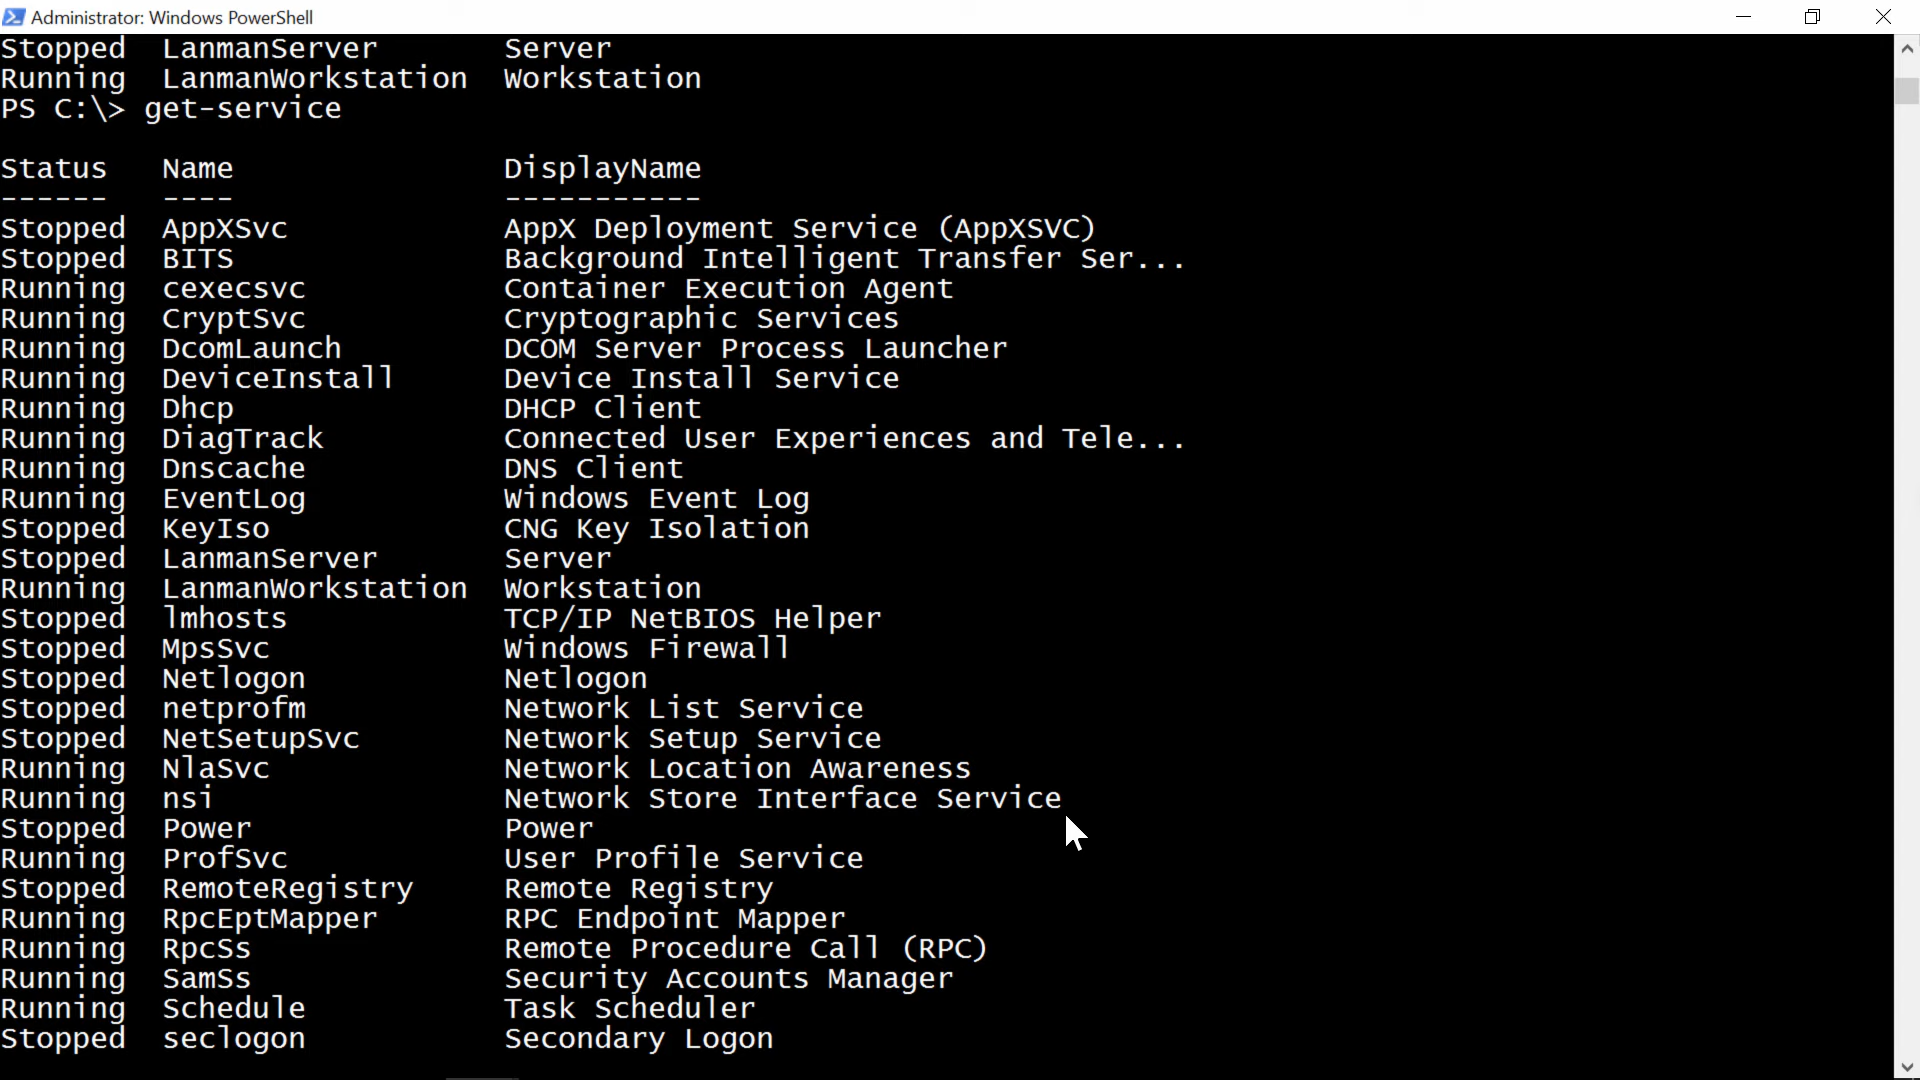 Administrator: Windows PowerShell
Stopped  LanmanServer       Server
Running  LanmanWorkstation  Workstation
PS C:\> get-service
Status   Name               DisplayName
------   ----               -----------
Stopped  AppXSvc            AppX Deployment Service (AppXSVC)
Stopped  BITS               Background Intelligent Transfer Ser...
Running  cexecsvc           Container Execution Agent
Running  CryptSvc           Cryptographic Services
Running  DcomLaunch         DCOM Server Process Launcher
Running  DeviceInstall      Device Install Service
Running  Dhcp               DHCP Client
Running  DiagTrack          Connected User Experiences and Tele...
Running  Dnscache           DNS Client
Running  EventLog           Windows Event Log
Stopped  KeyIso             CNG Key Isolation
Stopped  LanmanServer       Server
Running  LanmanWorkstation  Workstation
Stopped  lmhosts            TCP/IP NetBIOS Helper
Stopped  MpsSvc             Windows Firewall
Stopped  Netlogon           Netlogon
Stopped  netprofm           Network List Service
Stopped  NetSetupSvc        Network Setup Service
Running  NlaSvc             Network Location Awareness
Running  nsi                Network Store Interface Service
Stopped  Power              Power
Running  ProfSvc            User Profile Service
Stopped  RemoteRegistry     Remote Registry
Running  RpcEptMapper       RPC Endpoint Mapper
Running  RpcSs              Remote Procedure Call (RPC)
Running  SamSs              Security Accounts Manager
Running  Schedule           Task Scheduler
Stopped  seclogon           Secondary Logon